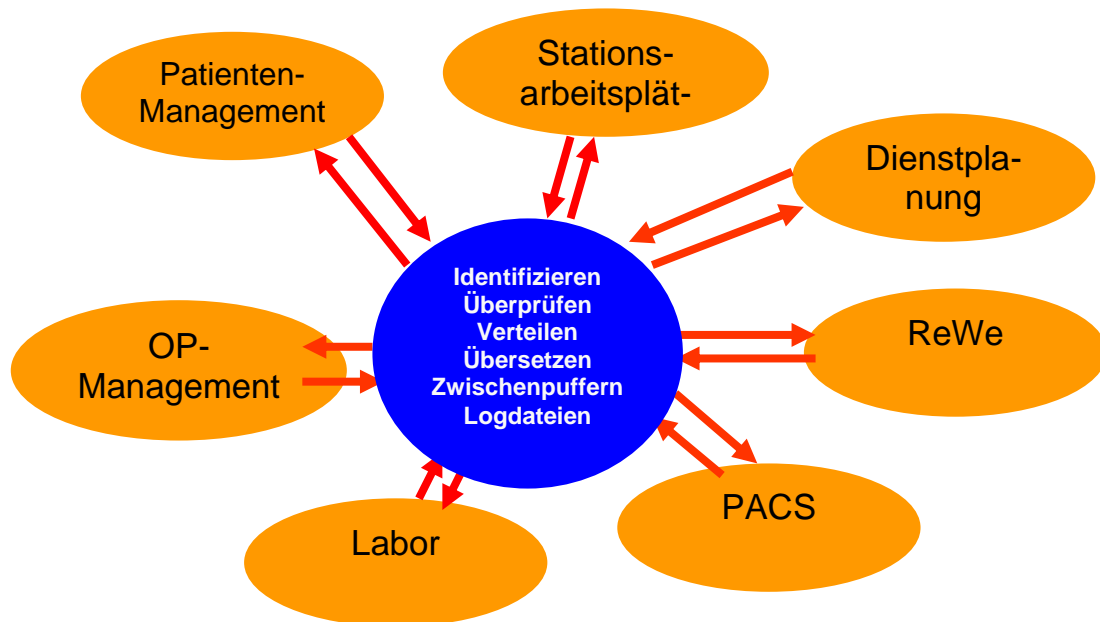 Patienten-
Management
Stations-
arbeitsplät-
Dienstpla-
nung
Identifizieren
Überprüfen
Verteilen
Übersetzen
Zwischenpuffern
Logdateien
OP-
Management
ReWe
PACS
Labor